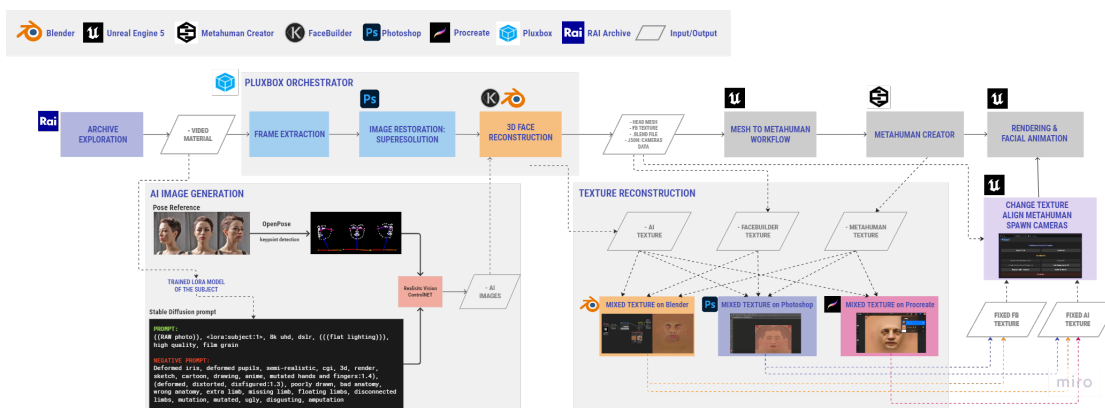 Blender
Unreal Engine 5
Metahuman Creator
K
FaceBuilder
Ps
Photoshop
Procreate
Pluxbox
Rai
RAI Archive
Input/Output
PLUXBOX ORCHESTRATOR
Rai
ARCHIVE
EXPLORATION
- VIDEO
MATERIAL
FRAME EXTRACTION
Ps
IMAGE RESTORATION:
SUPERESOLUTION
K
3D FACE
RECONSTRUCTION
- HEAD MESH
- FB TEXTURE
- .BLEND FILE
- .JSON CAMERAS
DATA
MESH TO METAHUMAN
WORKFLOW
METAHUMAN CREATOR
RENDERING &
FACIAL ANIMATION
AI IMAGE GENERATION
Pose Reference
OpenPose
keypoint detection
TRAINED LORA MODEL
OF THE SUBJECT
Realisitc Vision
ControlNET
- AI
IMAGES
Stable Diffusion prompt
PROMPT:
((RAW photo)), <lora:subject:1>, 8k uhd, dslr, (((flat lighting))),
high quality, film grain
NEGATIVE PROMPT:
Deformed iris, deformed pupils, semi-realistic, cgi, 3d, render,
sketch, cartoon, drawing, anime, mutated hands and fingers:1.4),
(deformed, distorted, disfigured:1.3), poorly drawn, bad anatomy,
wrong anatomy, extra limb, missing limb, floating limbs, disconnected
limbs, mutation, mutated, ugly, disgusting, amputation
TEXTURE RECONSTRUCTION
- AI
TEXTURE
- FACEBUILDER
TEXTURE
- METAHUMAN
TEXTURE
MIXED TEXTURE on Blender
Ps
MIXED TEXTURE on Photoshop
MIXED TEXTURE on Procreate
CHANGE TEXTURE
ALIGN METAHUMAN
SPAWN CAMERAS
FIXED FB
TEXTURE
FIXED AI
TEXTURE
miro